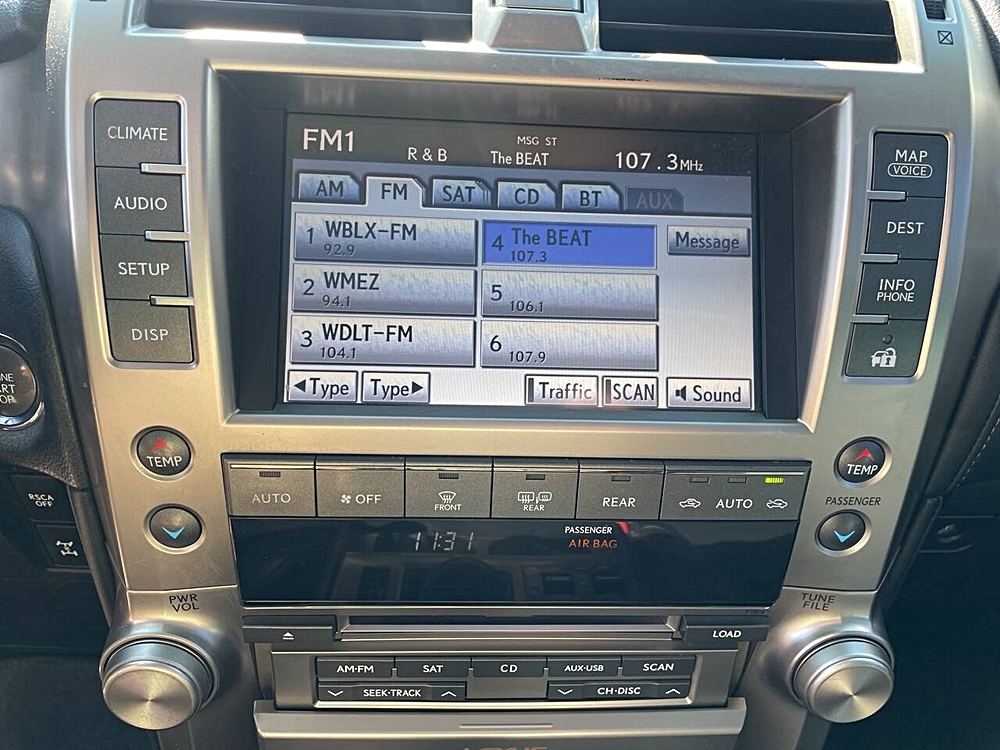 CLIMATE
AUDIO
SETUP
DISP
FM1
MSG ST
R & B The BEAT 107.3 MHz
AM FM SAT CD BT AUX
1 WBLX-FM
92.9
4 The BEAT
107.3
Message
2 WMEZ
94.1
5
106.1
3 WDLT-FM
104.1
6
107.9
◀Type Type▶ Traffic SCAN Sound
MAP
VOICE
DEST
INFO
PHONE
TEMP
TEMP
PASSENGER
RSCA
OFF
AUTO
OFF
FRONT
REAR
REAR
AUTO
11:31
PASSENGER
AIR BAG
PWR
VOL
TUNE
FILE
LOAD
AM·FM SAT CD AUX·USB SCAN
SEEK·TRACK CH·DISC